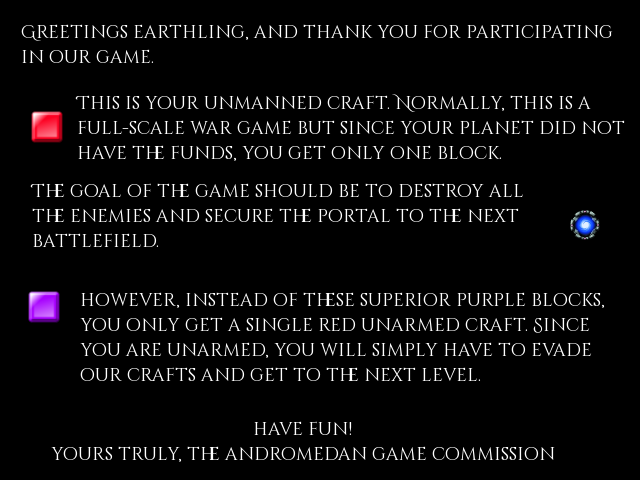 Greetings earthling, and thank you for participating
in our game.
This is your unmanned craft. Normally, this is a
full-scale war game but since your planet did not
have the funds, you get only one block.
The goal of the game should be to destroy all
the enemies and secure the portal to the next
battlefield.
however, instead of these superior purple blocks,
you only get a single red unarmed craft. Since
you are unarmed, you will simply have to evade
our crafts and get to the next level.
have fun!
yours truly, the andromedan game commission